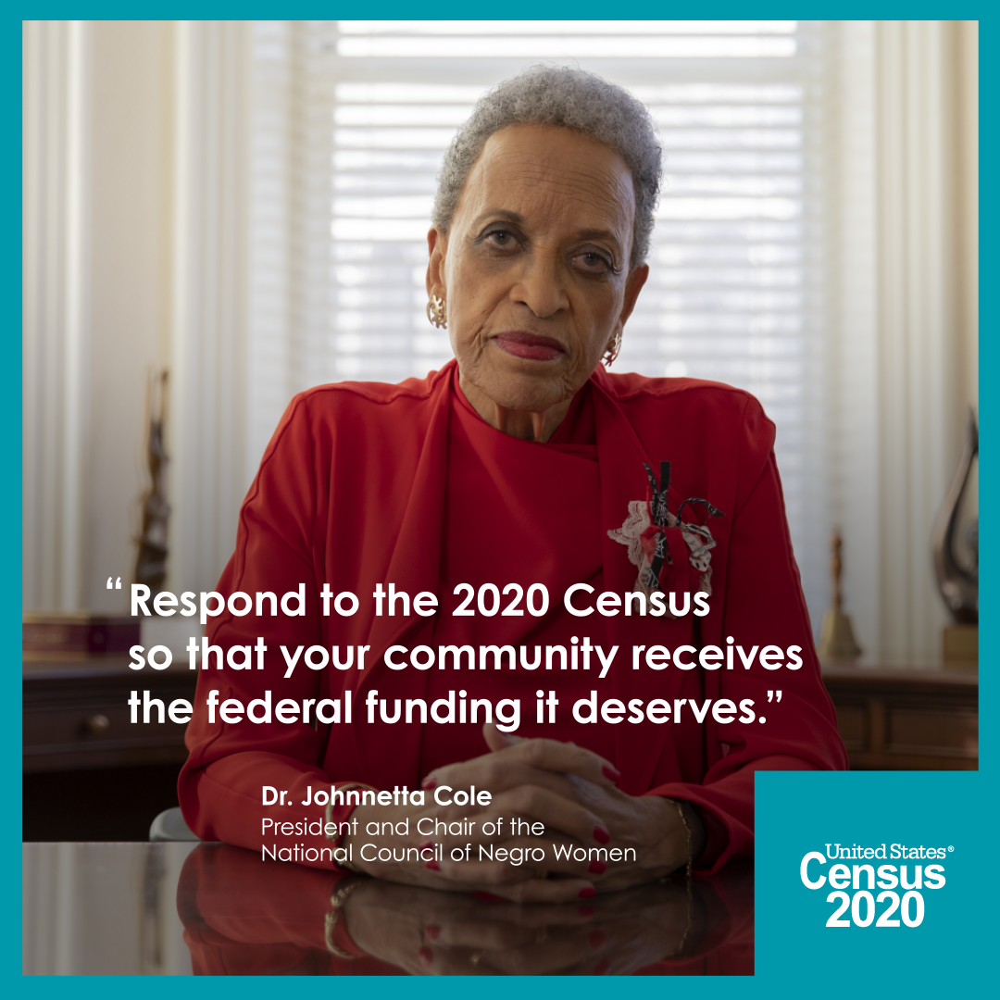 “Respond to the 2020 Census
so that your community receives
the federal funding it deserves.”
Dr. Johnnetta Cole
President and Chair of the
National Council of Negro Women
United States®
Census
2020